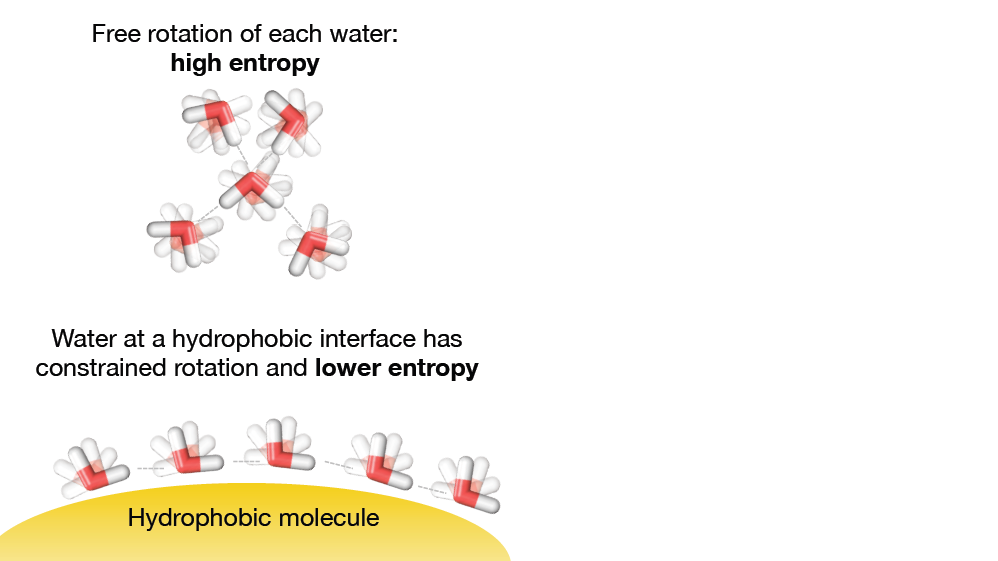 Free rotation of each water:
high entropy
Water at a hydrophobic interface has
constrained rotation and lower entropy
Hydrophobic molecule